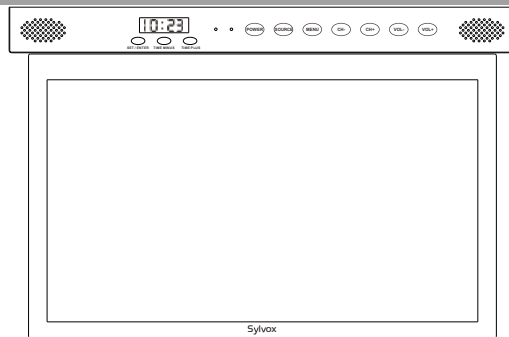 10:23 POWER SOURCE MENU CH- CH+ VOL- VOL+
SET / ENTER TIME MINUS TIME PLUS
Sylvox